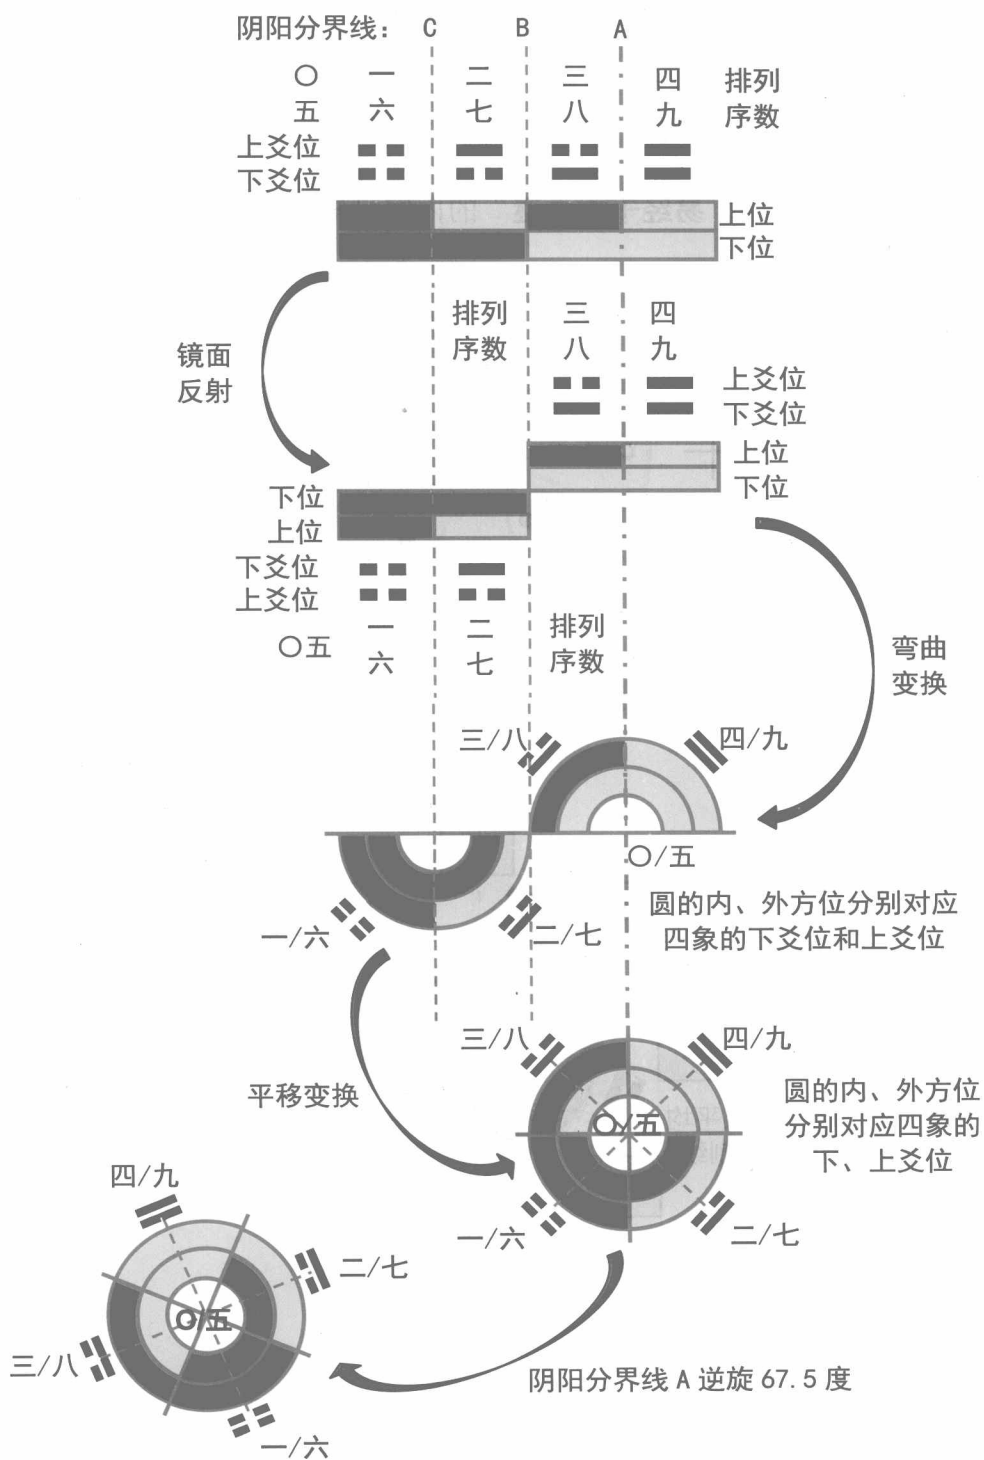 阴阳分界线： C B A
〇 一 二 三 四 排列
五 六 七 八 九 序数
上爻位
下爻位
上位
下位
镜面
反射
排列 三 四
序数 八 九
上爻位
下爻位
上位
下位
下位
上位
下爻位
上爻位
〇五 一 二 排列
六 七 序数
弯曲
变换
三/八 四/九
〇/五
一/六 二/七
圆的内、外方位分别对应
四象的下爻位和上爻位
三/八 四/九
〇/五
一/六 二/七
平移变换
圆的内、外方位
分别对应四象的
下、上爻位
四/九
二/七
〇/五
三/八
一/六
阴阳分界线 A 逆旋 67.5 度